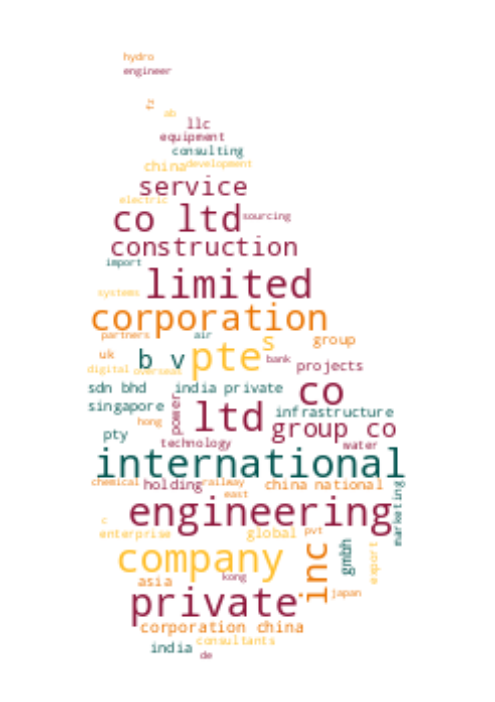 hydro
engineer
fz
ab
llc
equipment
consulting
china development
service
electric
co ltd sourcing
construction
import
limited
systems
corporation
partners air
group
uk b v pte s bank projects
digital overseas
sdn bhd india private co
singapore power ltd infrastructure
hong group co
pty technology water
international
chemical holding railway china national
east marketing
engineering
c
enterprise global pvt
company inc gmbh export
asia kong
private japan
corporation china
consultants
india
de